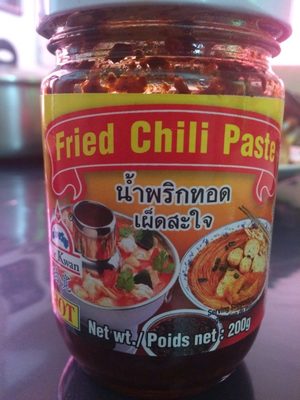 Fried Chili Paste
น้ำพริกทอด
เผ็ดสะใจ
Kwan
HOT
Net wt./ Poids net : 200g